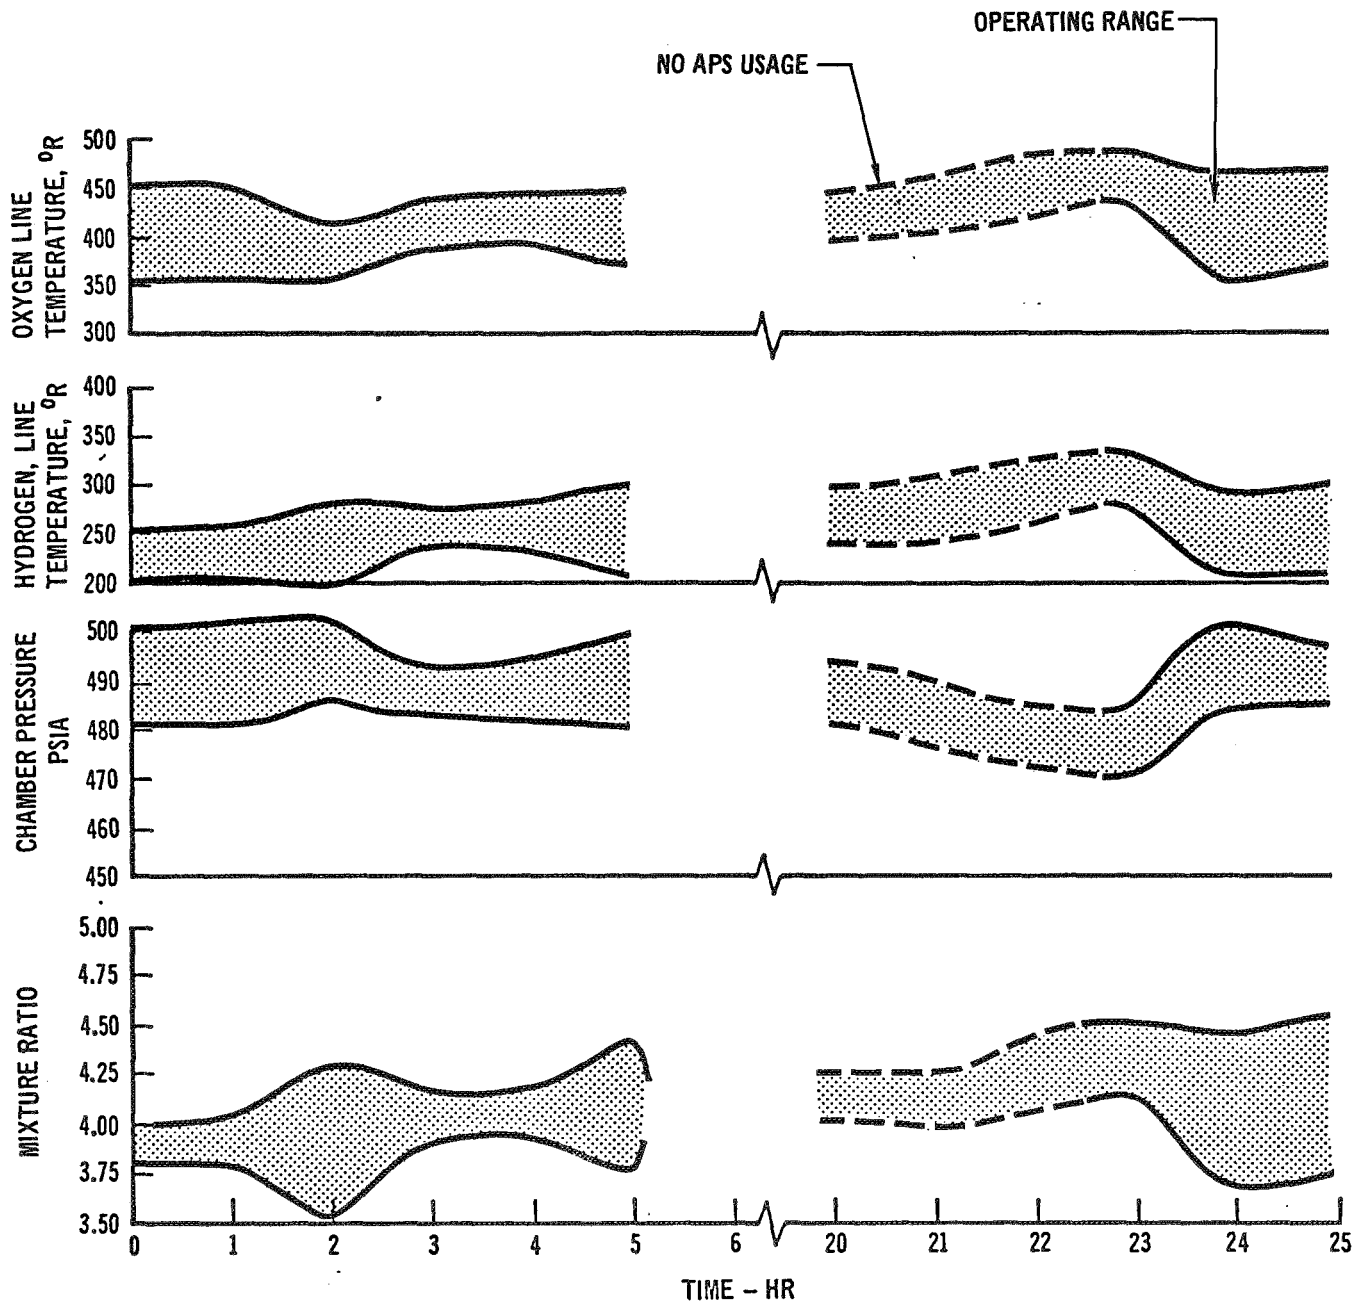 OPERATING RANGE
NO APS USAGE
OXYGEN LINE
TEMPERATURE, ºR
500
450
400
350
300
HYDROGEN, LINE
TEMPERATURE, ºR
400
350
300
250
200
CHAMBER PRESSURE
PSIA
500
490
480
470
460
450
MIXTURE RATIO
5.00
4.75
4.50
4.25
4.00
3.75
3.50
0 1 2 3 4 5 6 20 21 22 23 24 25
TIME – HR